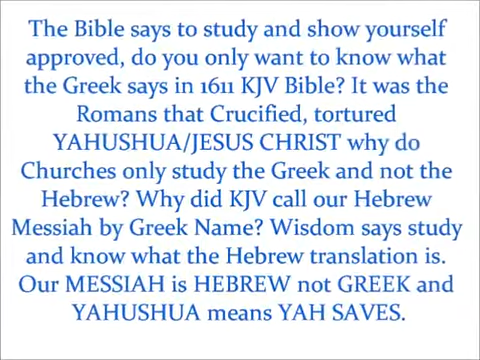 The Bible says to study and show yourself
approved, do you only want to know what
the Greek says in 1611 KJV Bible? It was the
Romans that Crucified, tortured
YAHUSHUA/JESUS CHRIST why do
Churches only study the Greek and not the
Hebrew? Why did KJV call our Hebrew
Messiah by Greek Name? Wisdom says study
and know what the Hebrew translation is.
Our MESSIAH is HEBREW not GREEK and
YAHUSHUA means YAH SAVES.